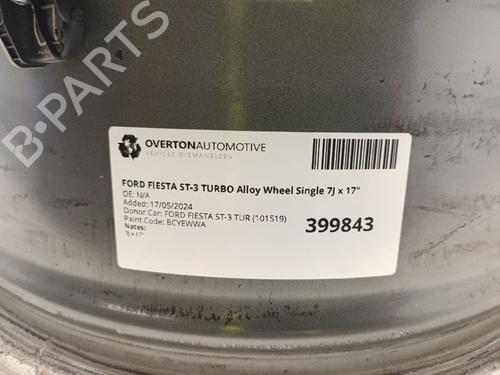 B-PARTS
OVERTONAUTOMOTIVE
VEHICLE DISMANTLERS
FORD FIESTA ST-3 TURBO Alloy Wheel Single 7J x 17"
OE: N/A
Added: 17/05/2024
Donor Car: FORD FIESTA ST-3 TUR (101519)
Paint Code: BCYEWWA
Notes:
7J x 17"
399843